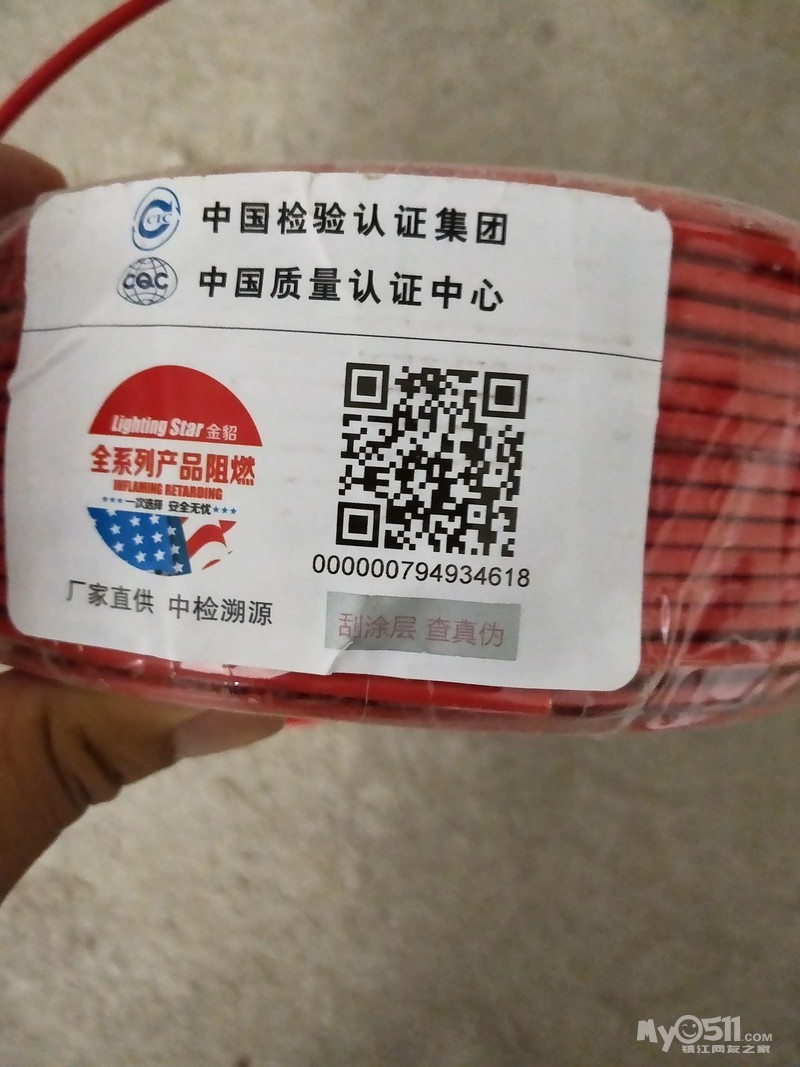 CTC
中国检验认证集团
CQC
中国质量认证中心
Lighting Star 金貂
全系列产品阻燃
INFLAMING RETARDING
一次选择 安全无忧
000000794934618
厂家直供 中检溯源
刮涂层 查真伪
My0511.COM
镇江网友之家